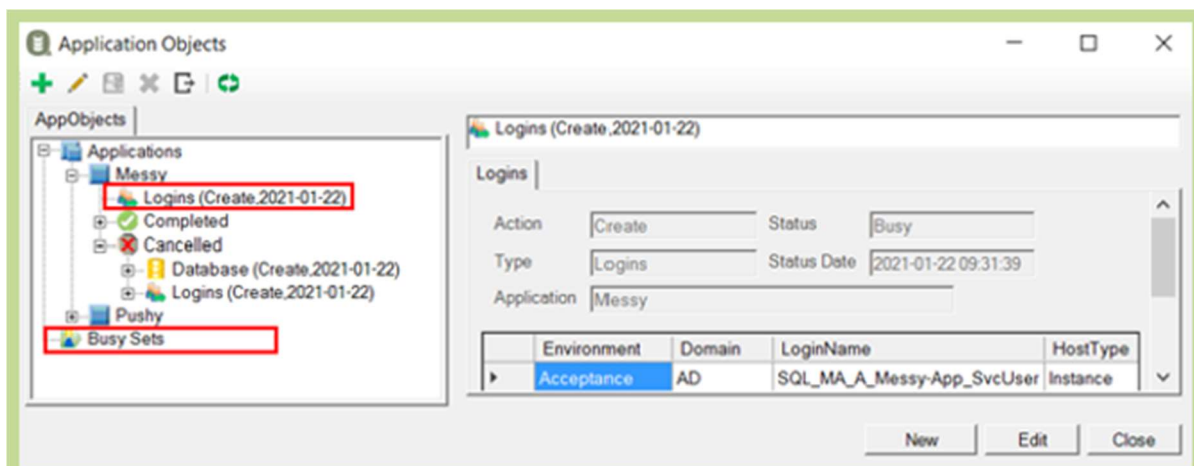 Application Objects
AppObjects
Applications
Messy
Logins (Create,2021-01-22)
Completed
Cancelled
Database (Create,2021-01-22)
Logins (Create,2021-01-22)
Pushy
Busy Sets
Logins (Create,2021-01-22)
Logins
Action Create Status Busy
Type Logins Status Date 2021-01-22 09:31:39
Application Messy
Environment Domain LoginName HostType
Acceptance AD SQL_MA_A_Messy-App_SvcUser Instance
New Edit Close